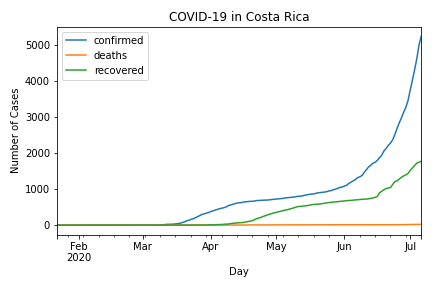 COVID-19 in Costa Rica
confirmed
deaths
recovered
5000
4000
3000
2000
1000
0
Number of Cases
Feb Mar Apr May Jun Jul
2020
Day